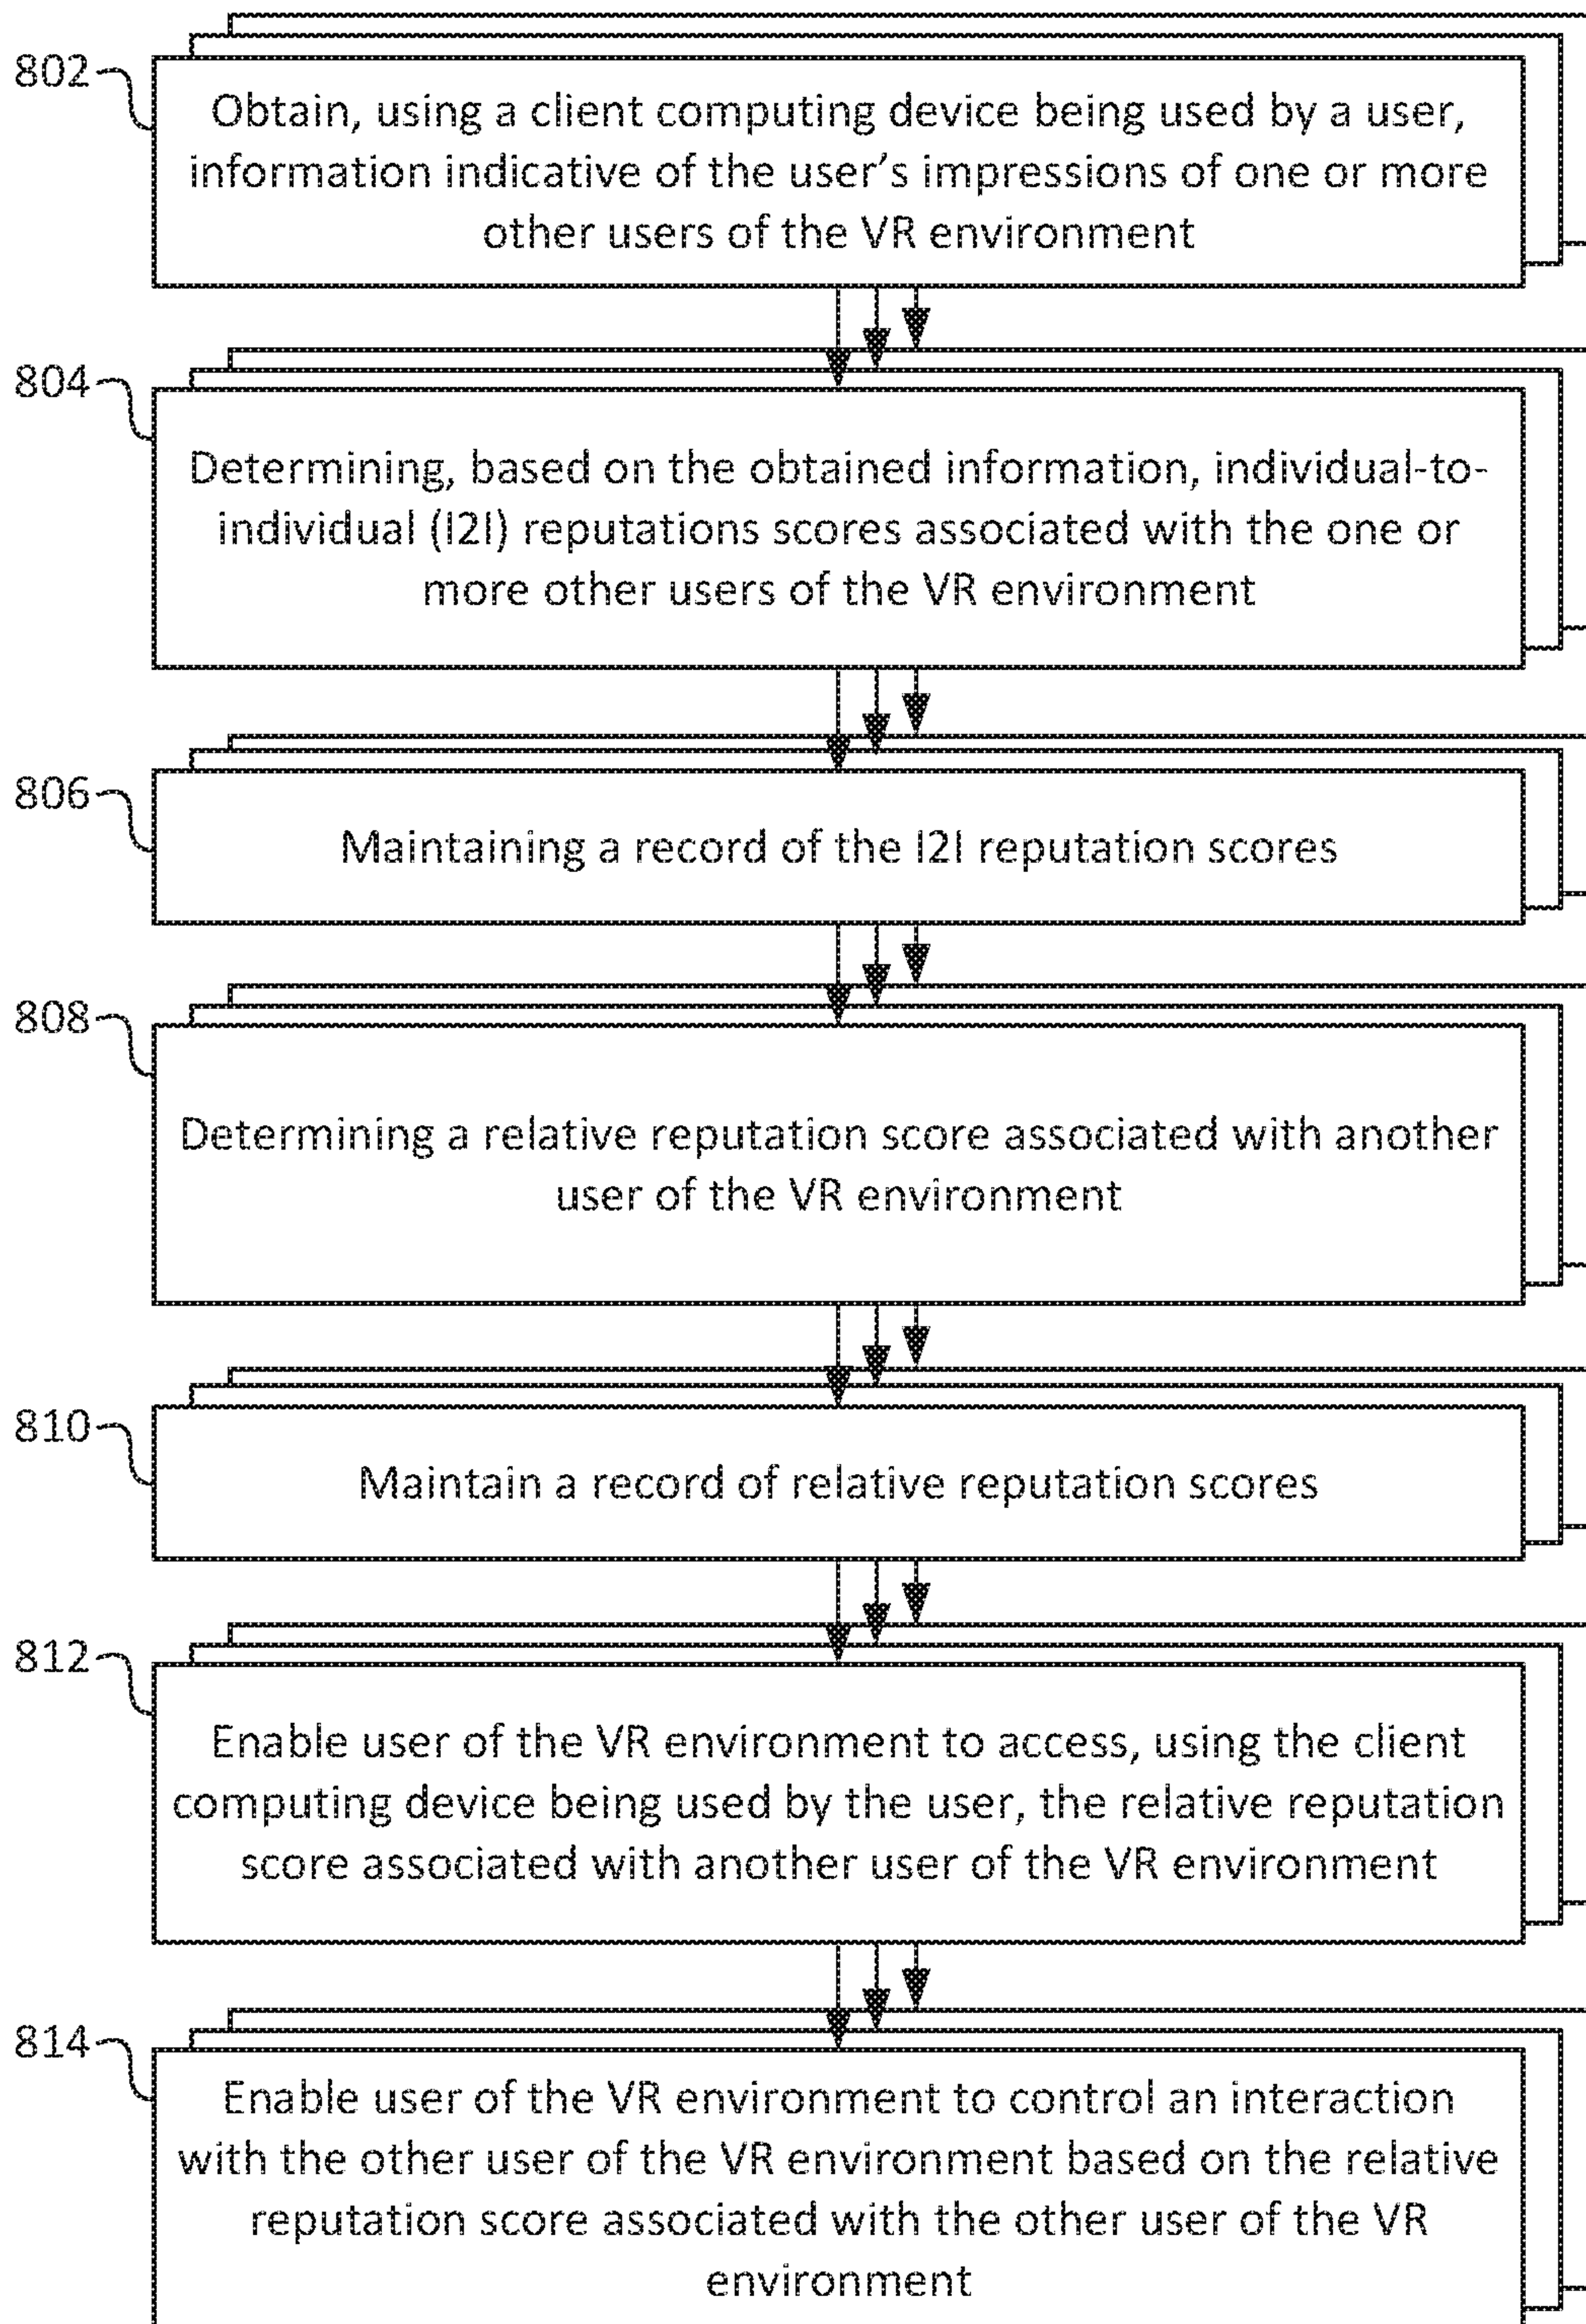 802
Obtain, using a client computing device being used by a user,
information indicative of the user's impressions of one or more
other users of the VR environment
804
Determining, based on the obtained information, individual-to-
individual (I2I) reputations scores associated with the one or
more other users of the VR environment
806
Maintaining a record of the I2I reputation scores
808
Determining a relative reputation score associated with another
user of the VR environment
810
Maintain a record of relative reputation scores
812
Enable user of the VR environment to access, using the client
computing device being used by the user, the relative reputation
score associated with another user of the VR environment
814
Enable user of the VR environment to control an interaction
with the other user of the VR environment based on the relative
reputation score associated with the other user of the VR
environment